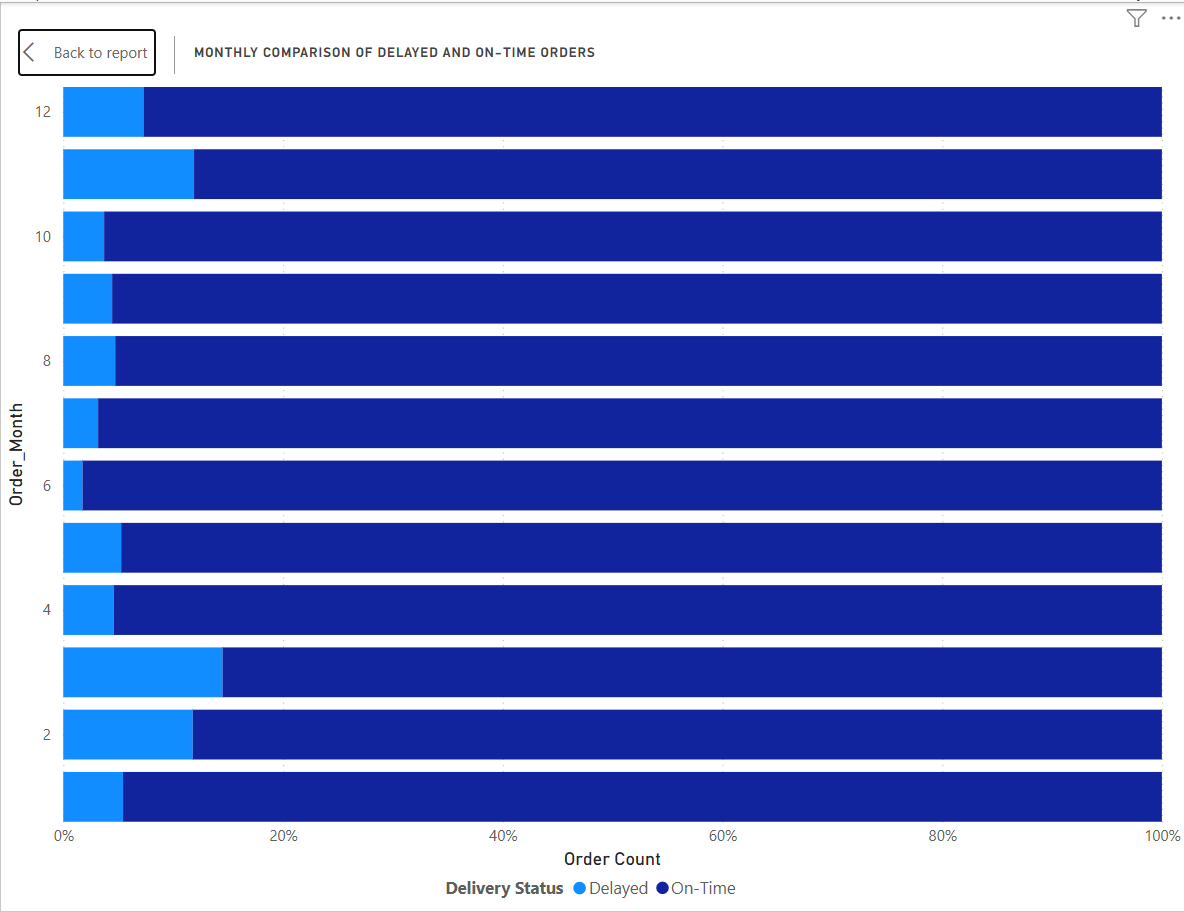 Back to report
MONTHLY COMPARISON OF DELAYED AND ON-TIME ORDERS
12
10
8
6
4
2
Order_Month
0% 20% 40% 60% 80% 100%
Order Count
Delivery Status Delayed On-Time